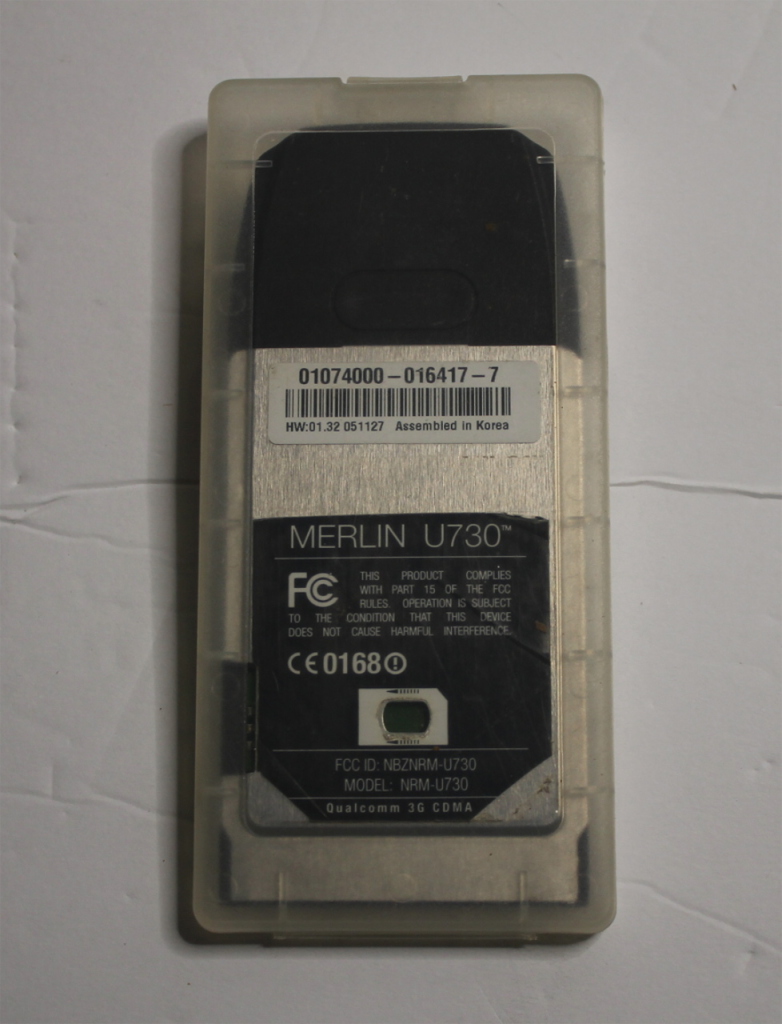 01074000-016417-7
HW:01.32 051127 Assembled in Korea
MERLIN U730™
FC THIS PRODUCT COMPLIES
WITH PART 15 OF THE FCC
RULES. OPERATION IS SUBJECT
TO THE CONDITION THAT THIS DEVICE
DOES NOT CAUSE HARMFUL INTERFERENCE.
CE0168
FCC ID: NBZNRM-U730
MODEL: NRM-U730
Qualcomm 3G CDMA